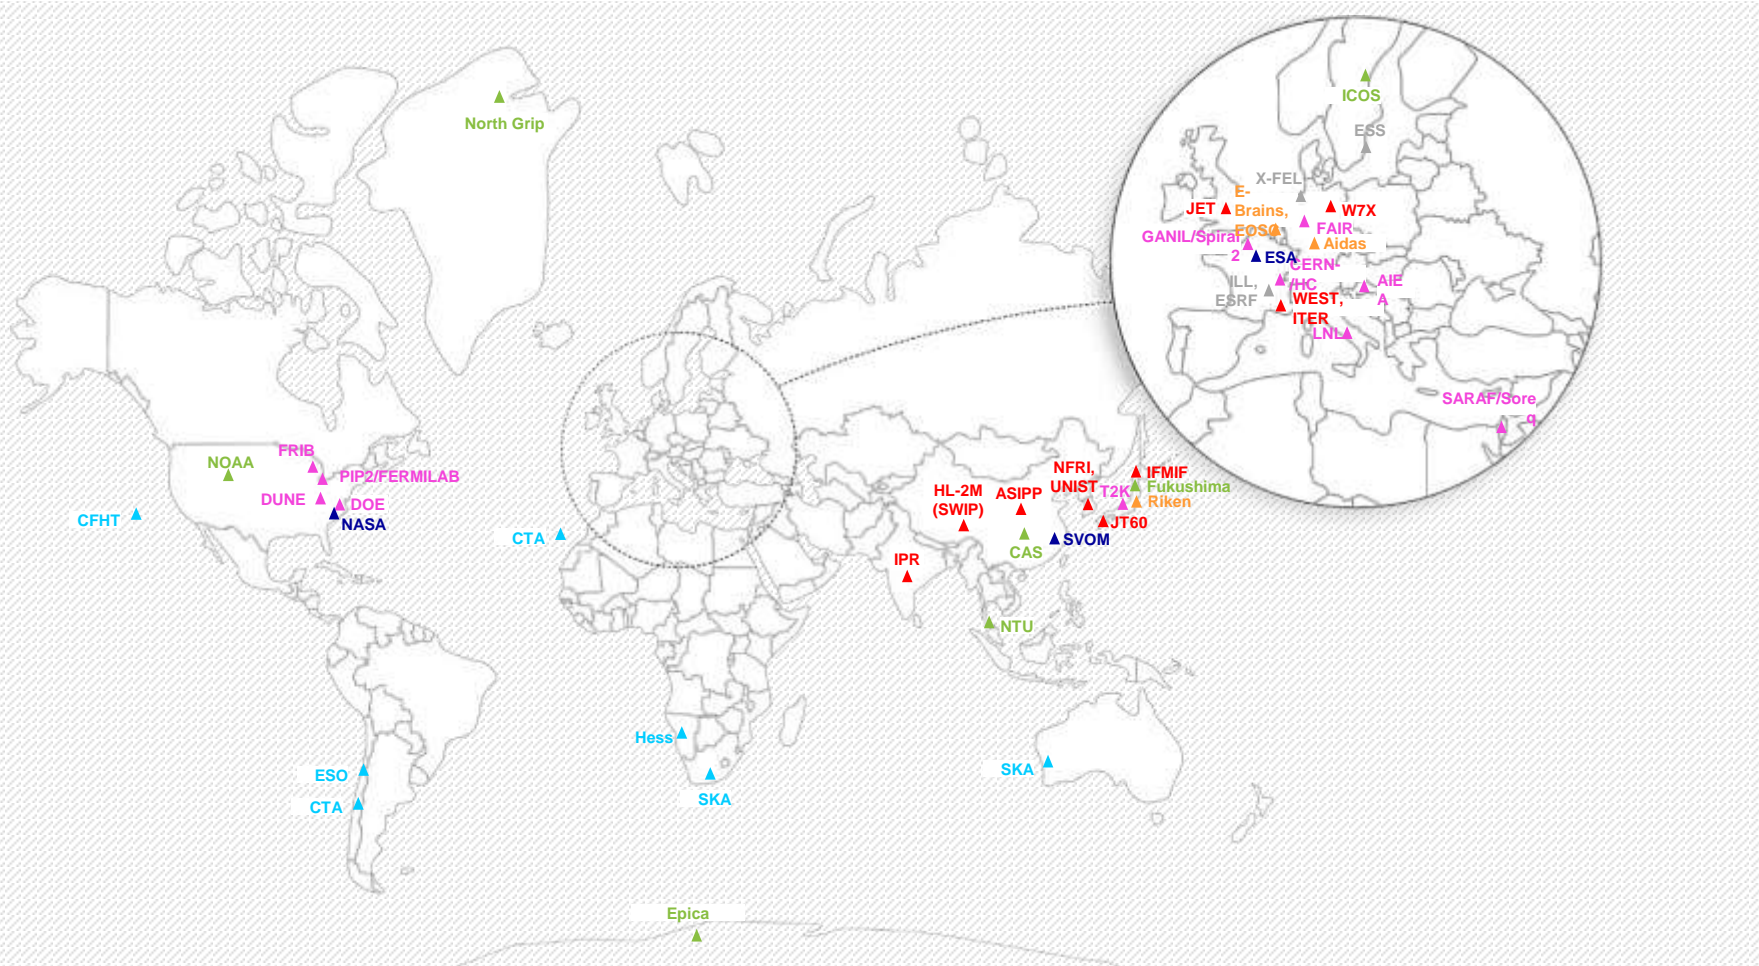 North Grip
ICOS
ESS
X-FEL
E-
Brains,
EOSC
JET
W7X
FAIR
GANIL/Spiral
2
Aidas
ESA
CERN-
/HC
ILL,
ESRF
AIE
A
WEST,
ITER
LNL
SARAF/Sore
q
FRIB
NOAA
PIP2/FERMILAB
DUNE
DOE
CFHT
NASA
CTA
NFRI,
UNIST
IFMIF
Fukushima
T2K
Riken
HL-2M
(SWIP)
ASIPP
JT60
CAS
SVOM
IPR
NTU
Hess
ESO
SKA
CTA
SKA
Epica